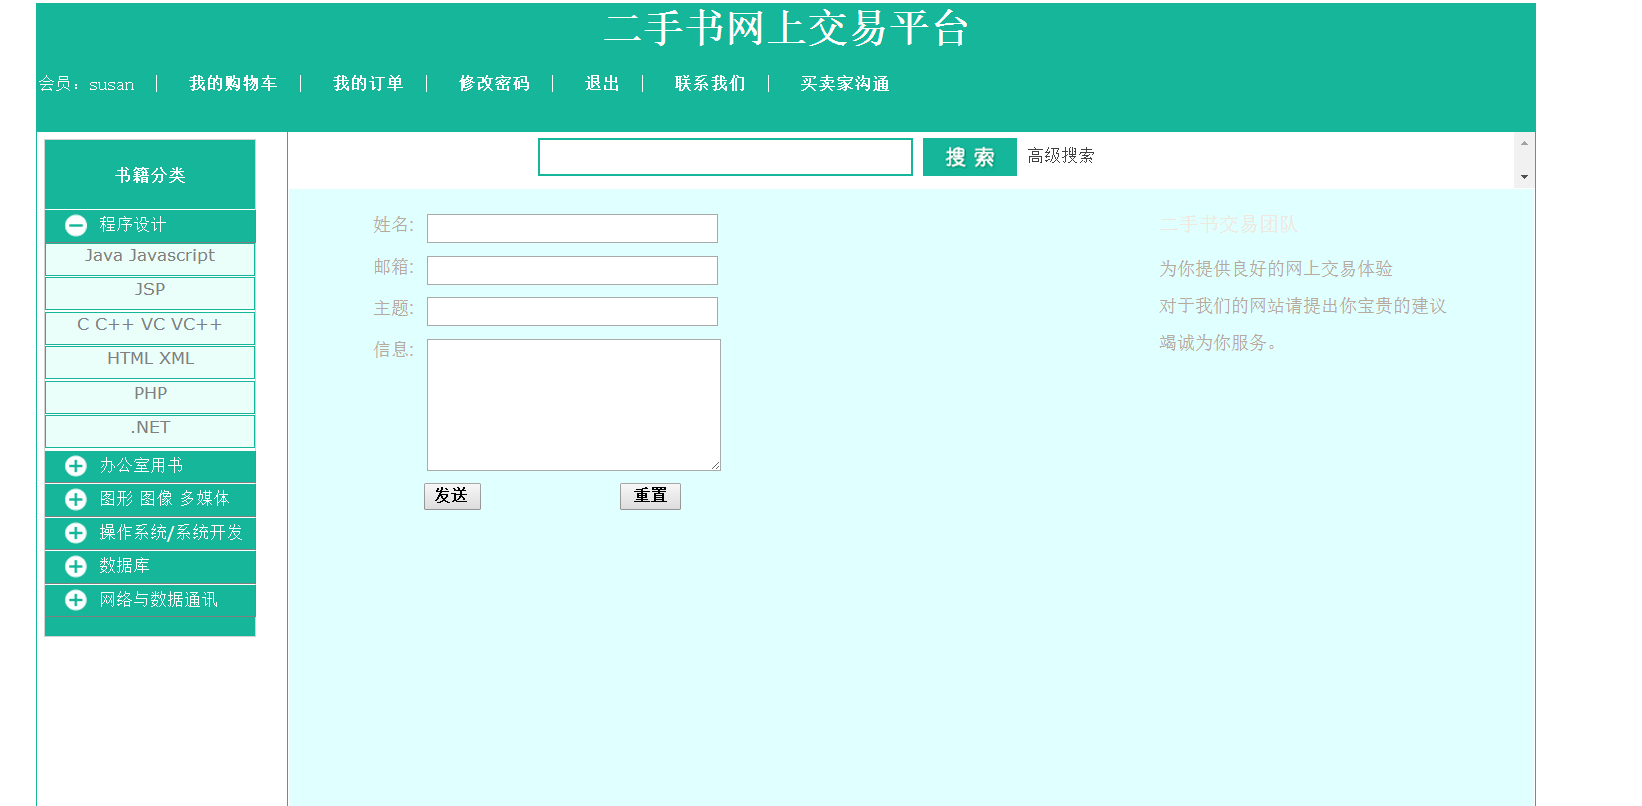 二手书网上交易平台
会员：susan | 我的购物车 | 我的订单 | 修改密码 | 退出 | 联系我们 | 买卖家沟通
搜 索 高级搜索
书籍分类
程序设计
Java Javascript
JSP
C C++ VC VC++
HTML XML
PHP
.NET
办公室用书
图形 图像 多媒体
操作系统/系统开发
数据库
网络与数据通讯
姓名:
邮箱:
主题:
信息:
发送 重置
二手书交易团队
为你提供良好的网上交易体验
对于我们的网站请提出你宝贵的建议
竭诚为你服务。